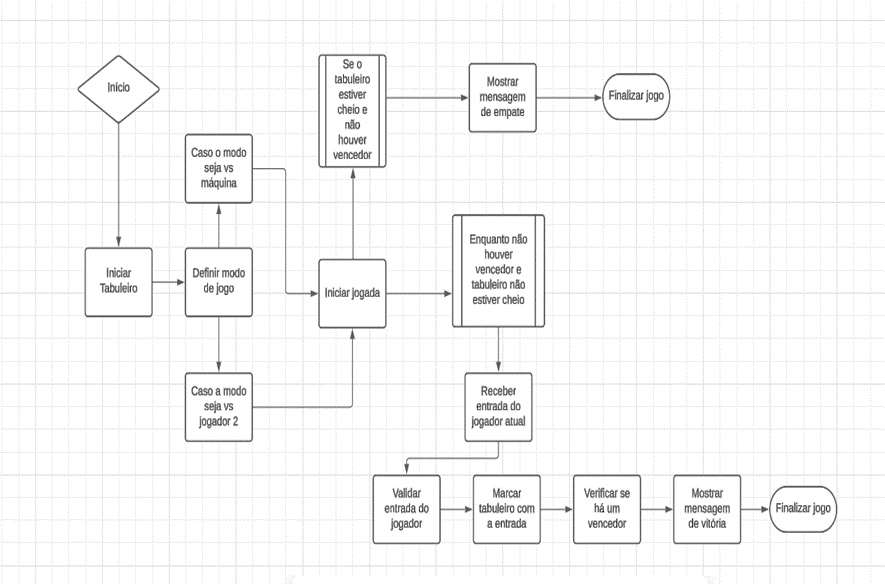 Início
Se o
tabuleiro
estiver
cheio e
não
houver
vencedor
Mostrar
mensagem
de empate
Finalizar jogo
Caso o modo
seja vs
máquina
Iniciar
Tabuleiro
Definir modo
de jogo
Iniciar jogada
Enquanto não
houver
vencedor e
tabuleiro não
estiver cheio
Caso a modo
seja vs
jogador 2
Receber
entrada do
jogador atual
Validar
entrada do
jogador
Marcar
tabuleiro com
a entrada
Verificar se
há um
vencedor
Mostrar
mensagem
de vitória
Finalizar jogo